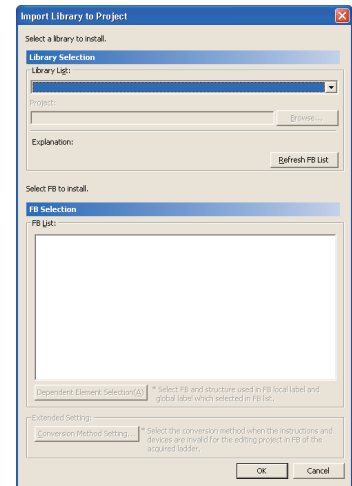 Import Library to Project
Select a library to install.
Library Selection
Library List:
Project:
Browse...
Explanation:
Refresh FB List
Select FB to install.
FB Selection
FB List:
Dependent Element Selection(A)
* Select FB and structure used in FB local label and
global label which selected in FB list.
Extended Setting:
Conversion Method Setting...
* Select the conversion method when the instructions and
devices are invalid for the editing project in FB of the
acquired ladder.
OK
Cancel